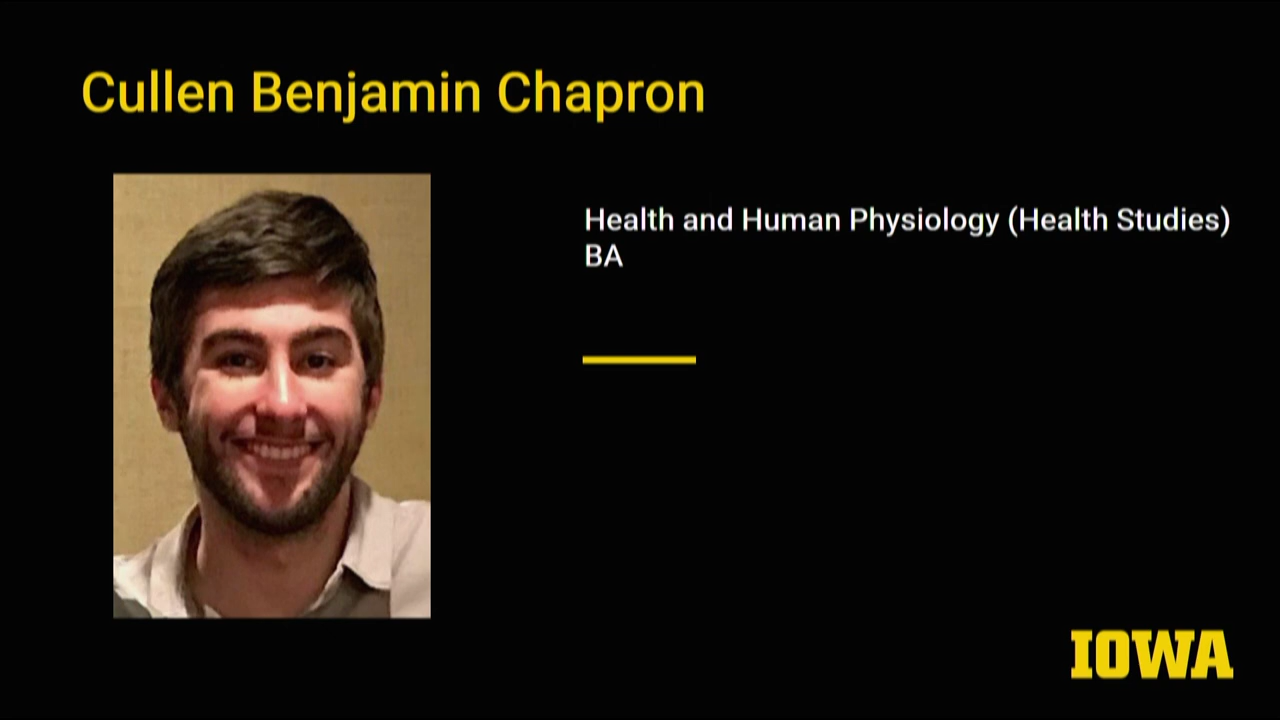 Cullen Benjamin Chapron
Health and Human Physiology (Health Studies)
BA
IOWA